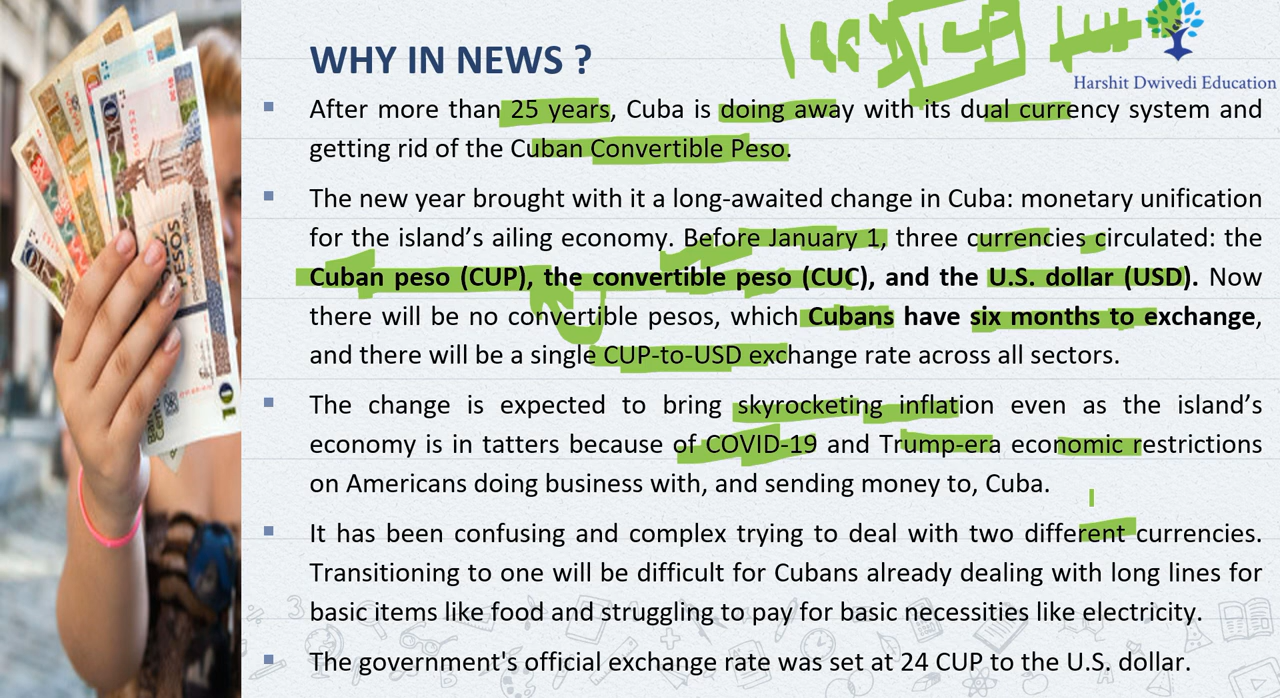 WHY IN NEWS ?
Harshit Dwivedi Education
▪ After more than 25 years, Cuba is doing away with its dual currency system and
getting rid of the Cuban Convertible Peso.
▪ The new year brought with it a long-awaited change in Cuba: monetary unification
for the island’s ailing economy. Before January 1, three currencies circulated: the
Cuban peso (CUP), the convertible peso (CUC), and the U.S. dollar (USD). Now
there will be no convertible pesos, which Cubans have six months to exchange,
and there will be a single CUP-to-USD exchange rate across all sectors.
▪ The change is expected to bring skyrocketing inflation even as the island’s
economy is in tatters because of COVID-19 and Trump-era economic restrictions
on Americans doing business with, and sending money to, Cuba.
▪ It has been confusing and complex trying to deal with two different currencies.
Transitioning to one will be difficult for Cubans already dealing with long lines for
basic items like food and struggling to pay for basic necessities like electricity.
▪ The government's official exchange rate was set at 24 CUP to the U.S. dollar.
PESOS
10